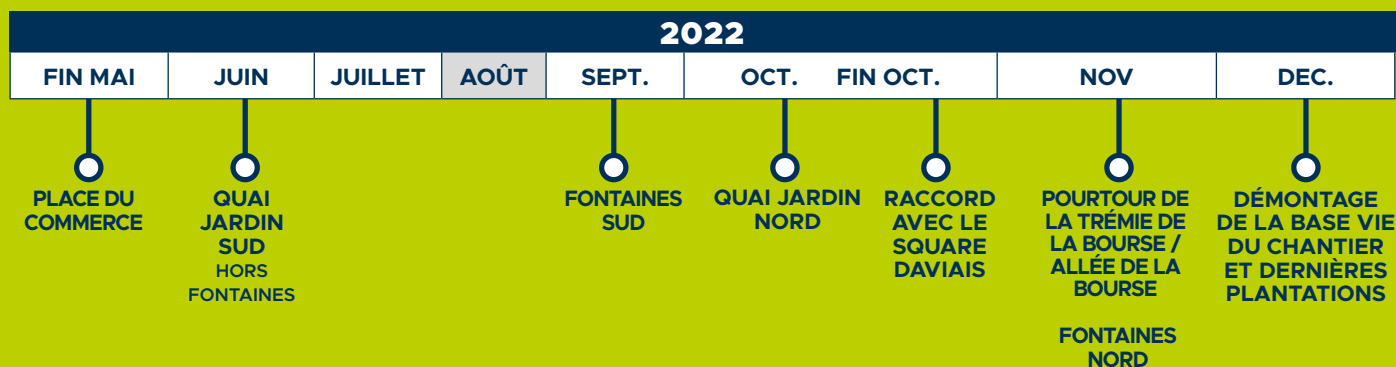 2022
FIN MAI
JUIN
JUILLET
AOÛT
SEPT.
OCT.
FIN OCT.
NOV
DEC.
PLACE DU
COMMERCE
QUAI
JARDIN
SUD
HORS
FONTAINES
FONTAINES
SUD
QUAI JARDIN
NORD
RACCORD
AVEC LE
SQUARE
DAVIAIS
POURTOUR DE
LA TRÉMIE DE
LA BOURSE /
ALLÉE DE LA
BOURSE
FONTAINES
NORD
DÉMONTAGE
DE LA BASE VIE
DU CHANTIER
ET DERNIÈRES
PLANTATIONS